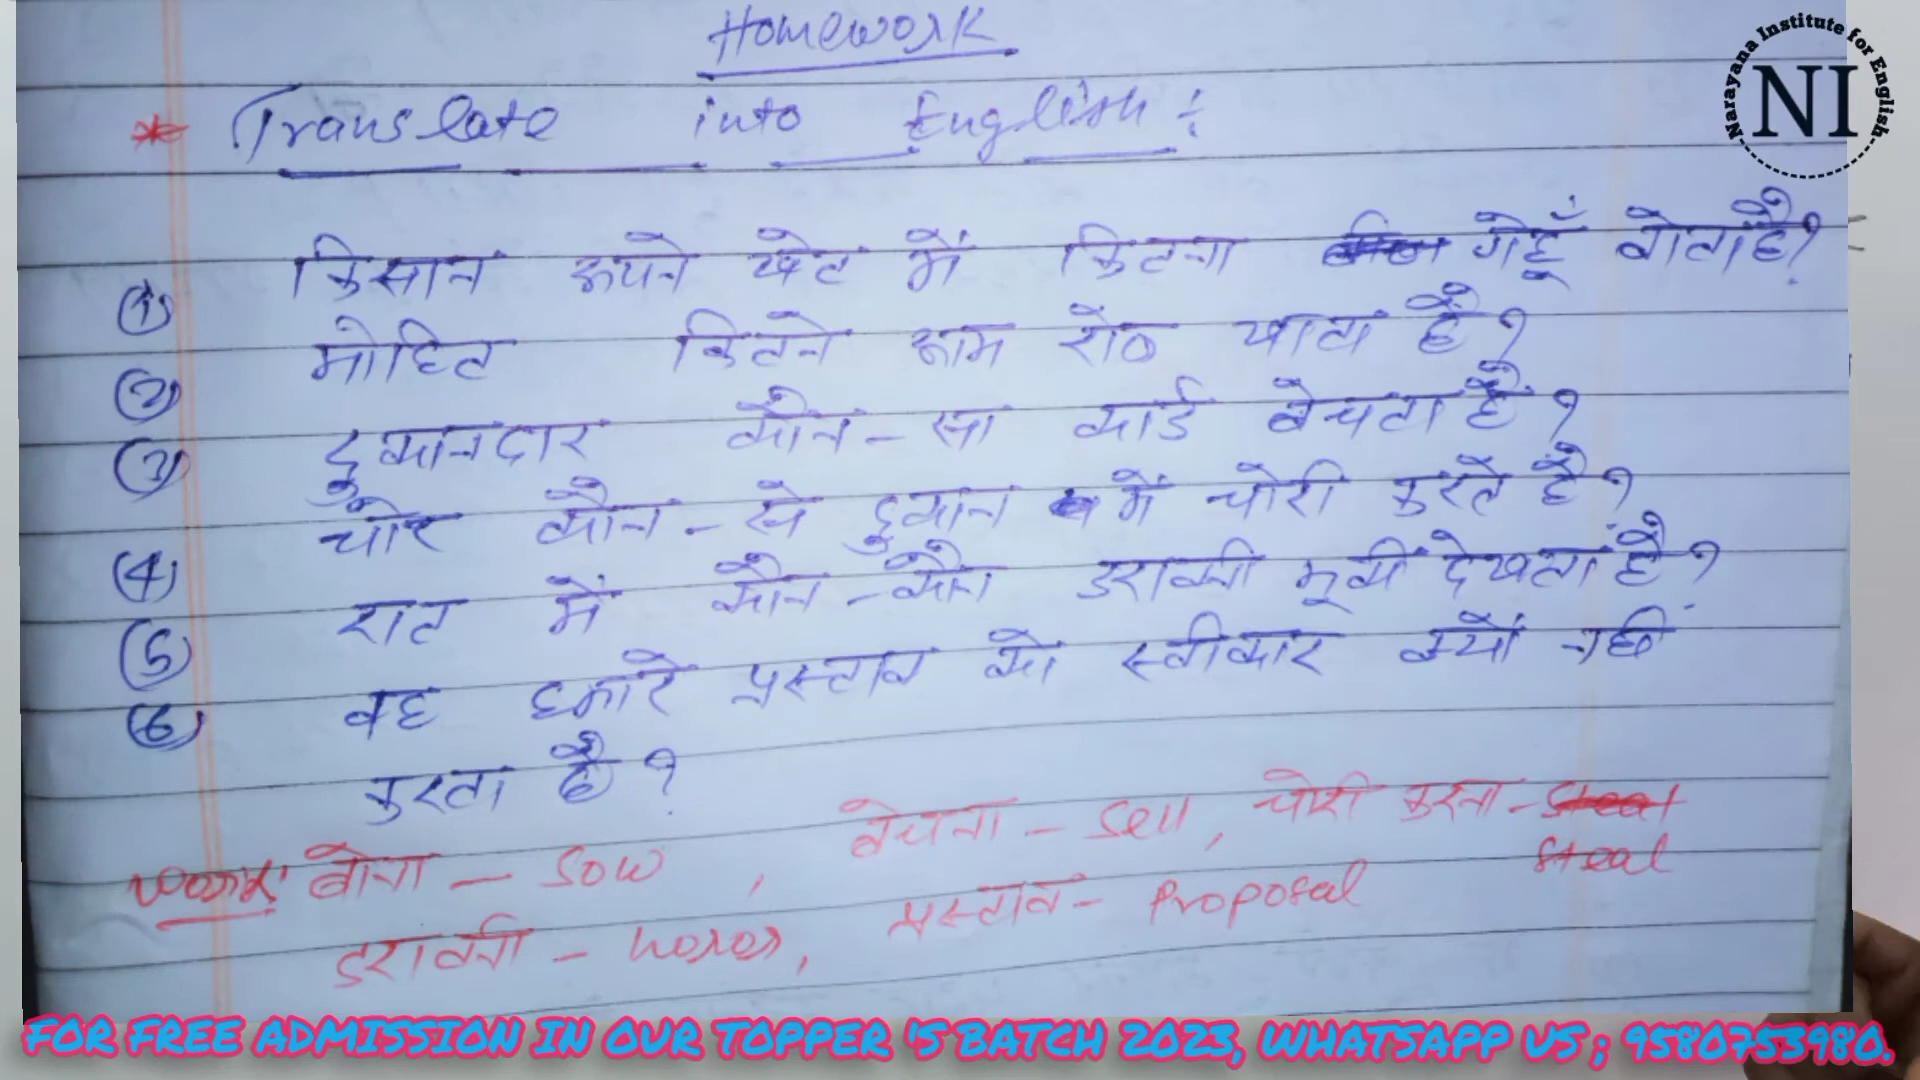 Homework
* Translate into English :
(1) किसान अपने खेत में कितना गेहूँ बोता है?
(2) मोहित कितने आम रोज खाता है?
(3) दुकानदार कौन-सा कार्ड बेचता है?
(4) चोर कौन-से दुकान में चोरी करते है?
(5) रात में कौन-कौन डरावनी मूवी देखता है?
(6) वह हमारे प्रस्ताव को स्वीकार क्यों नहीं
करता है?
बोना - Sow, बेचना - Sell, चोरी करना - Steal
Steal
डरावनी - horor, प्रस्ताव - Proposal
Narayana Institute for English
NI
FOR FREE ADMISSION IN OUR TOPPER 'S BATCH 2023, WHATSAPP US ; 9580753980.